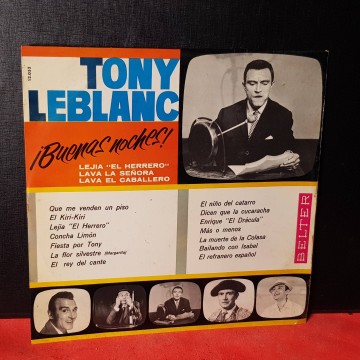 12.023
TONY
LEBLANC
¡Buenas noches!
LEJIA "EL HERRERO"
LAVA LA SEÑORA
LAVA EL CABALLERO
Que me venden un piso
El Kiri-Kiri
Lejía "El Herrero"
Concha Limón
Fiesta por Tony
La flor silvestre (Margarita)
El rey del cante
El niño del catarro
Dicen que la cucaracha
Enrique "El Drácula"
Más o menos
La muerte de la Colasa
Bailando con Isabel
El refranero español
BELTER